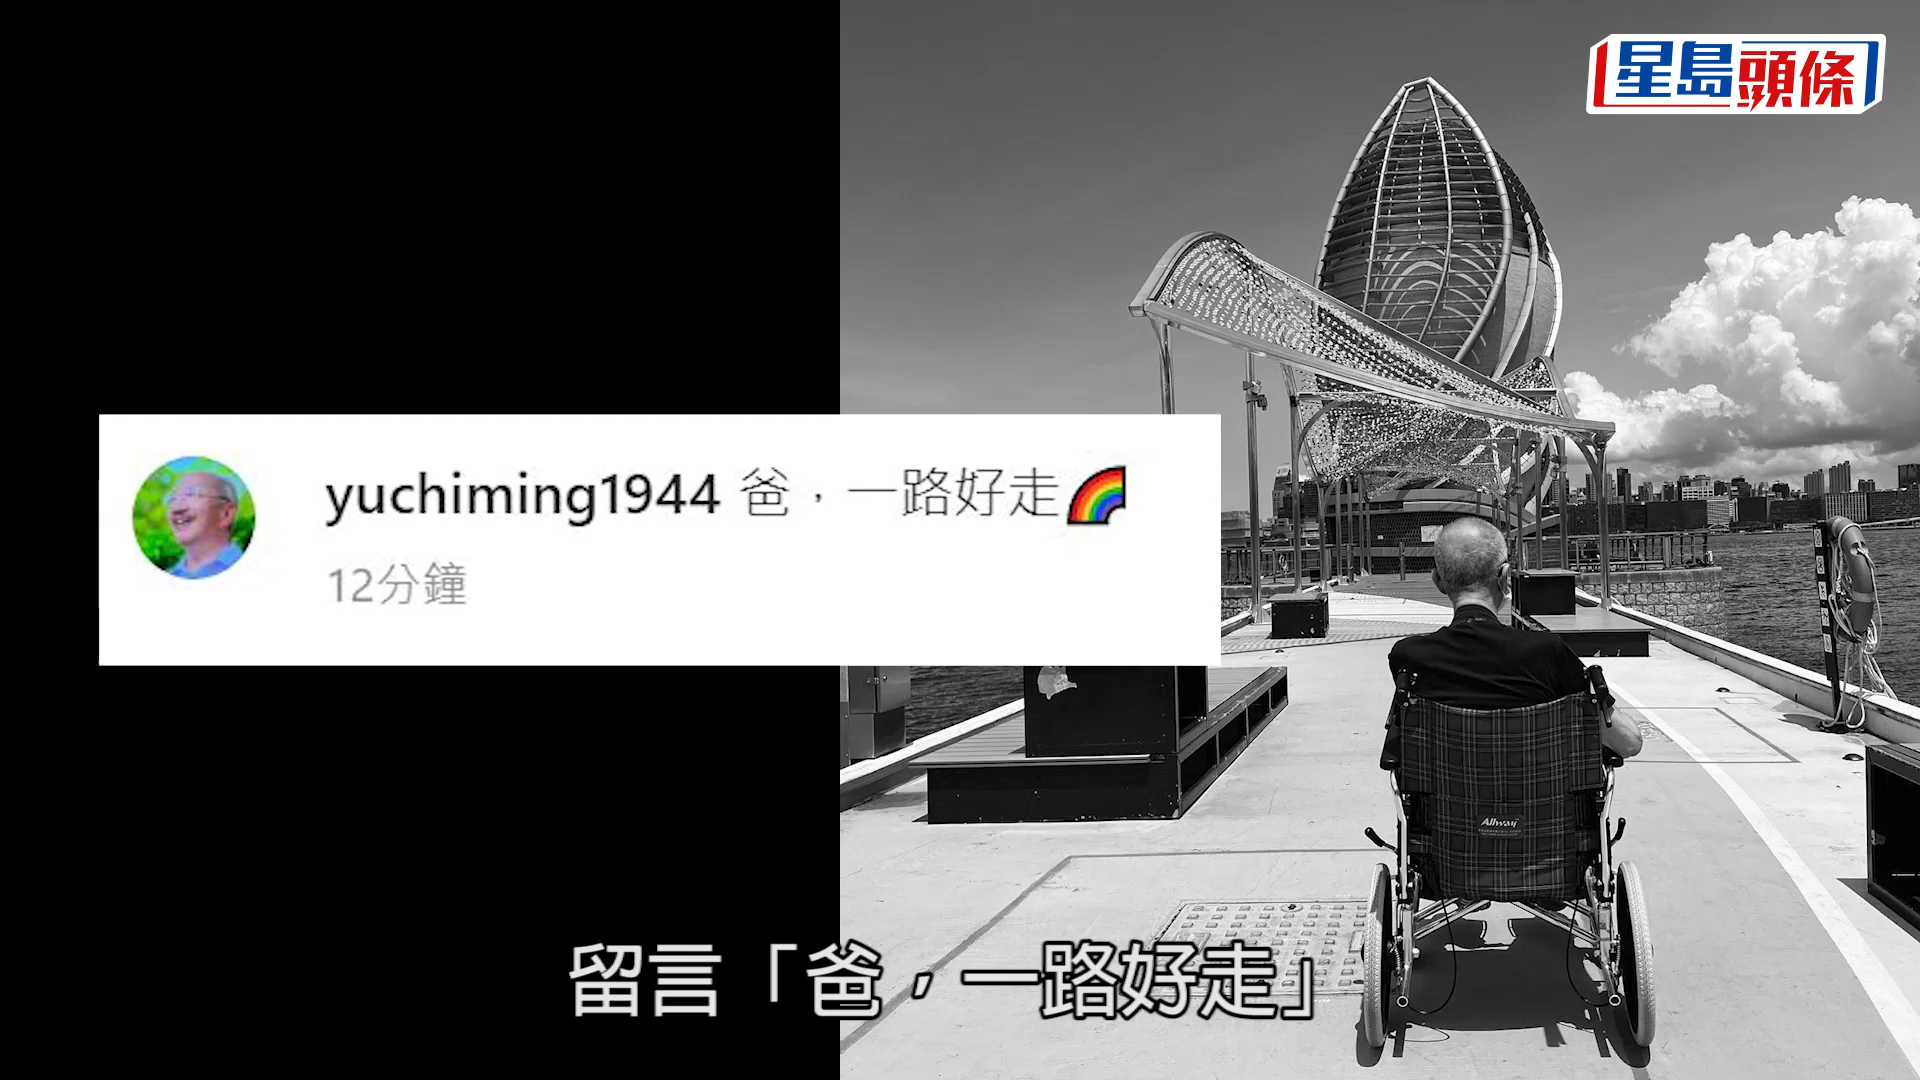 星島頭條
yuchiming1944 爸，一路好走🌈
12分鐘
Allway
留言「爸，一路好走」